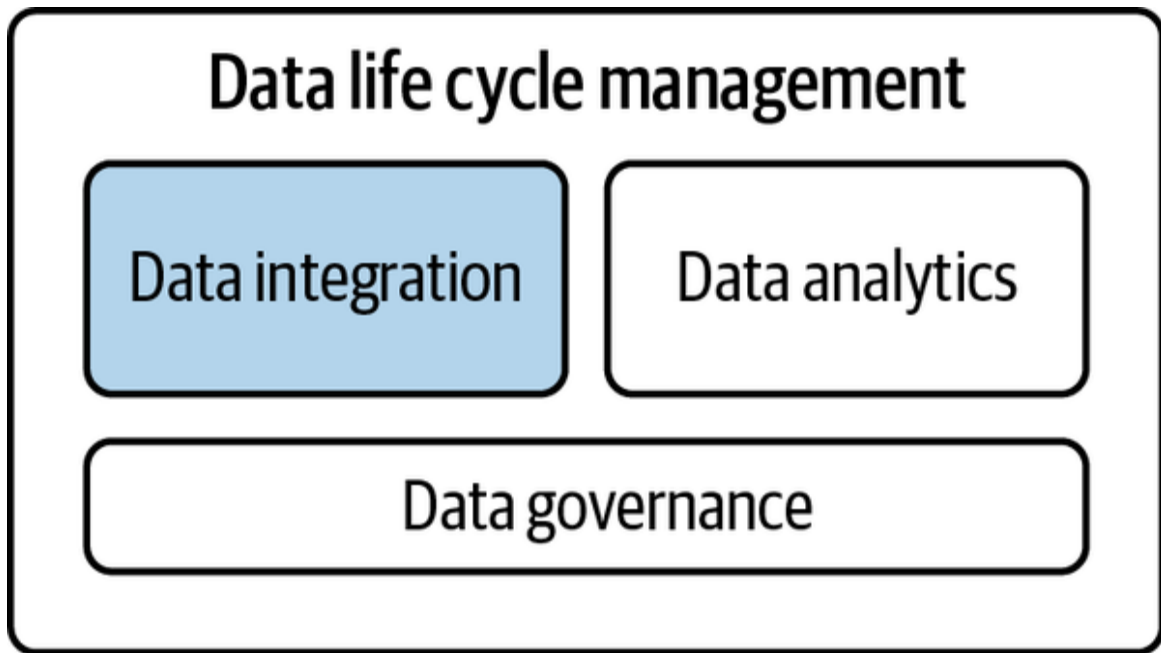 Data life cycle management
Data integration
Data analytics
Data governance